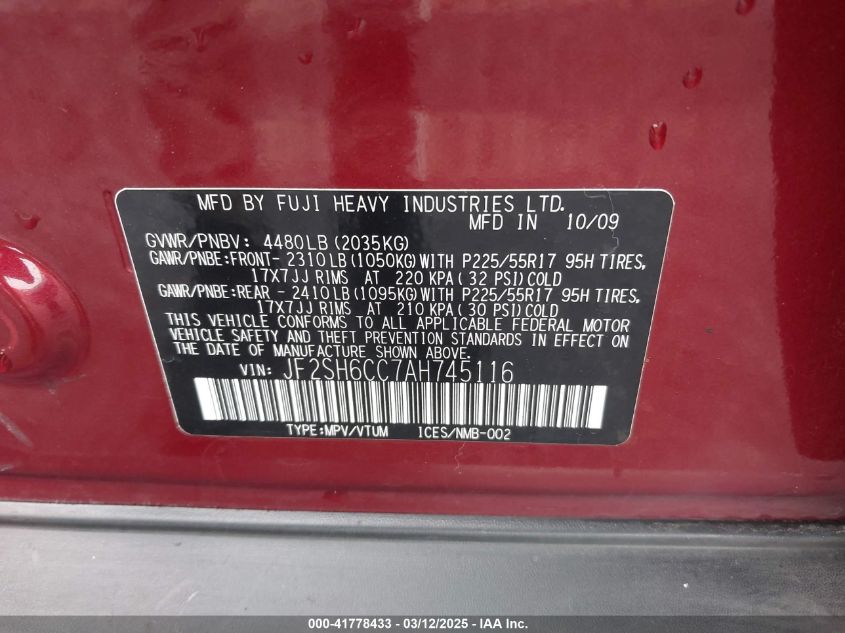 MFD BY FUJI HEAVY INDUSTRIES LTD.
MFD IN 10/09
GVWR/PNBV: 4480LB (2035KG)
GAWR/PNBE:FRONT- 2310LB (1050KG) WITH P225/55R17 95H TIRES,
17X7JJ RIMS AT 220 KPA ( 32 PSI) COLD
GAWR/PNBE:REAR - 2410LB (1095KG) WITH P225/55R17 95H TIRES,
17X7JJ RIMS AT 210 KPA ( 30 PSI) COLD
THIS VEHICLE CONFORMS TO ALL APPLICABLE FEDERAL MOTOR
VEHICLE SAFETY AND THEFT PREVENTION STANDARDS IN EFFECT ON
THE DATE OF MANUFACTURE SHOWN ABOVE.
VIN: JF2SH6CC7AH745116
TYPE:MPV/VTUM ICES/NMB-002
000-41778433 - 03/12/2025 - IAA Inc.